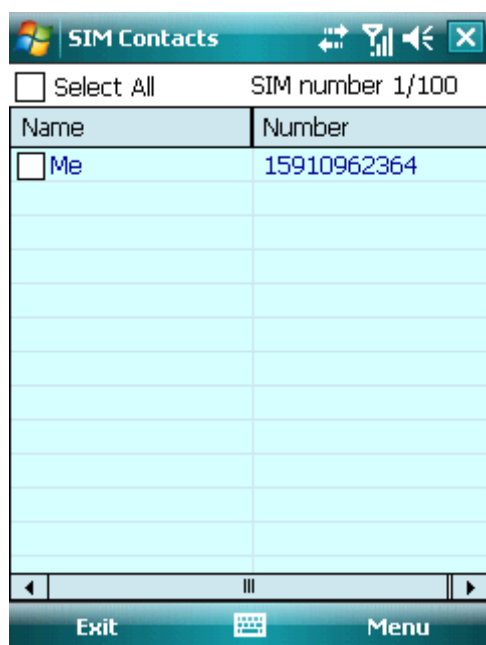 SIM Contacts
Select All SIM number 1/100
Name Number
Me 15910962364
Exit Menu